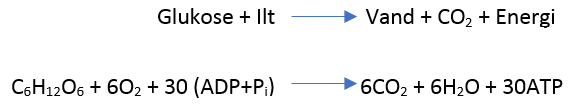 Glukose + Ilt → Vand + CO₂ + Energi
C₆H₁₂O₆ + 6O₂ + 30 (ADP+Pᵢ) → 6CO₂ + 6H₂O + 30ATP